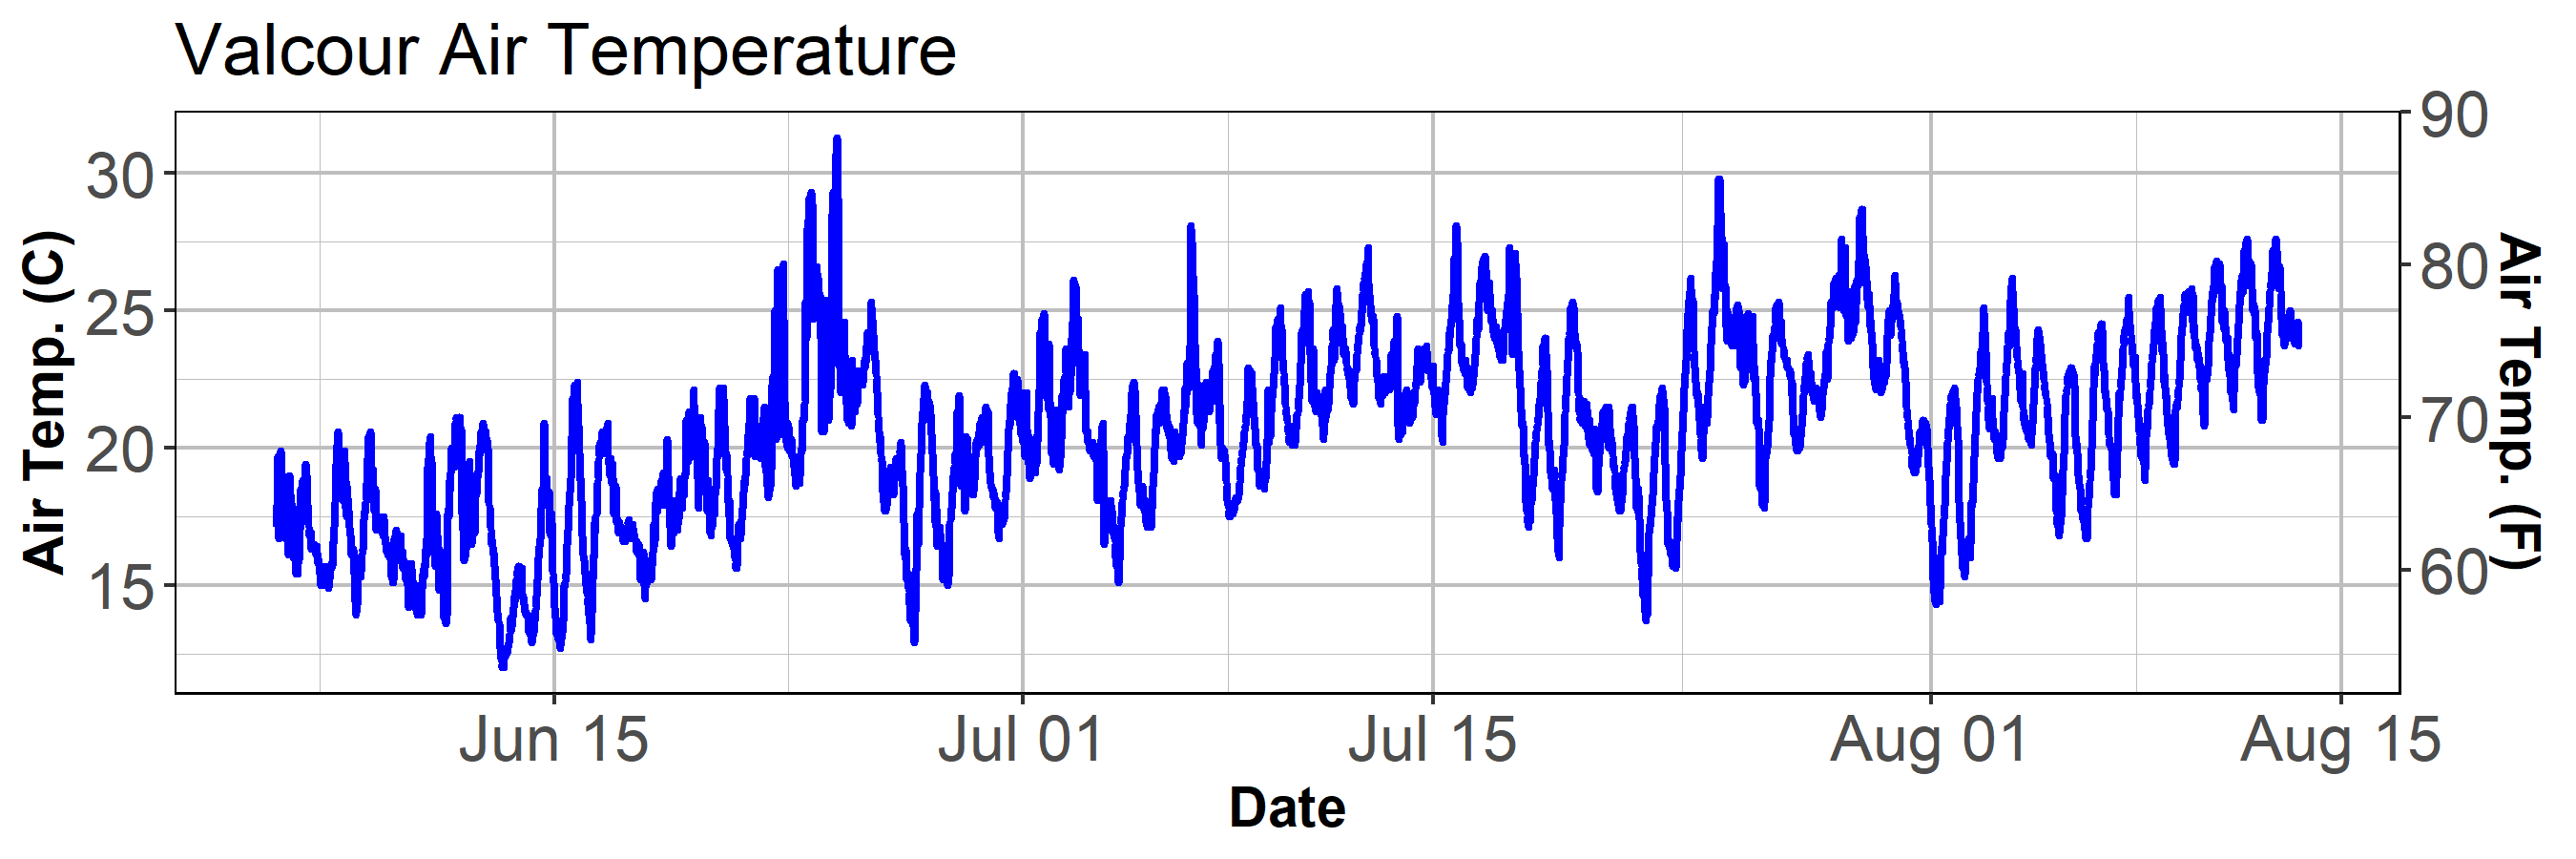 Valcour Air Temperature
Air Temp. (C)
30
25
20
15
90
80
70
60
Air Temp. (F)
Jun 15
Jul 01
Jul 15
Aug 01
Aug 15
Date